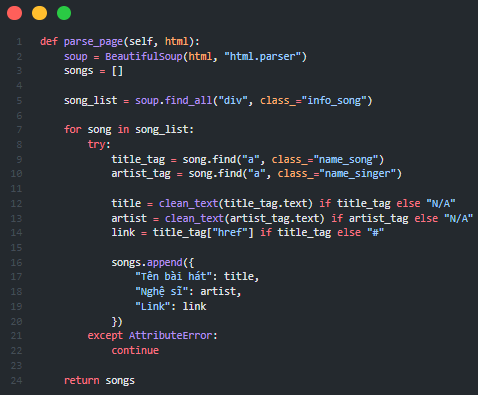 1 def parse_page(self, html):
2     soup = BeautifulSoup(html, "html.parser")
3     songs = []
4
5     song_list = soup.find_all("div", class_="info_song")
6
7     for song in song_list:
8         try:
9             title_tag = song.find("a", class_="name_song")
10             artist_tag = song.find("a", class_="name_singer")
11
12             title = clean_text(title_tag.text) if title_tag else "N/A"
13             artist = clean_text(artist_tag.text) if artist_tag else "N/A"
14             link = title_tag["href"] if title_tag else "#"
15
16             songs.append({
17                 "Tên bài hát": title,
18                 "Nghệ sĩ": artist,
19                 "Link": link
20             })
21         except AttributeError:
22             continue
23
24     return songs